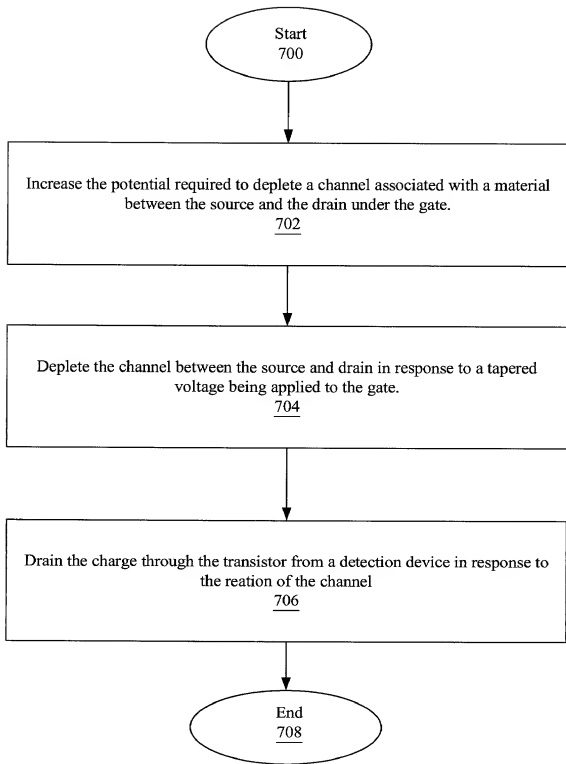 Start
700
Increase the potential required to deplete a channel associated with a material
between the source and the drain under the gate.
702
Deplete the channel between the source and drain in response to a tapered
voltage being applied to the gate.
704
Drain the charge through the transistor from a detection device in response to
the reation of the channel
706
End
708